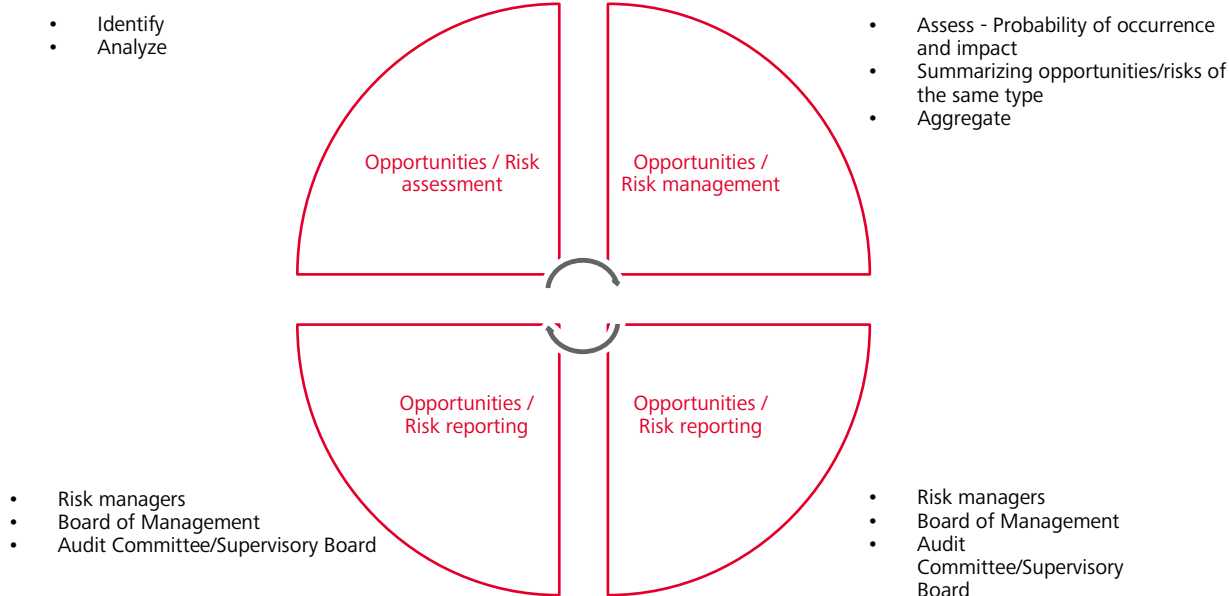 • Identify
• Analyze
• Assess - Probability of occurrence
and impact
• Summarizing opportunities/risks of
the same type
• Aggregate
Opportunities / Risk
assessment
Opportunities /
Risk management
Opportunities /
Risk reporting
Opportunities /
Risk reporting
• Risk managers
• Board of Management
• Audit Committee/Supervisory Board
• Risk managers
• Board of Management
• Audit
Committee/Supervisory
Board